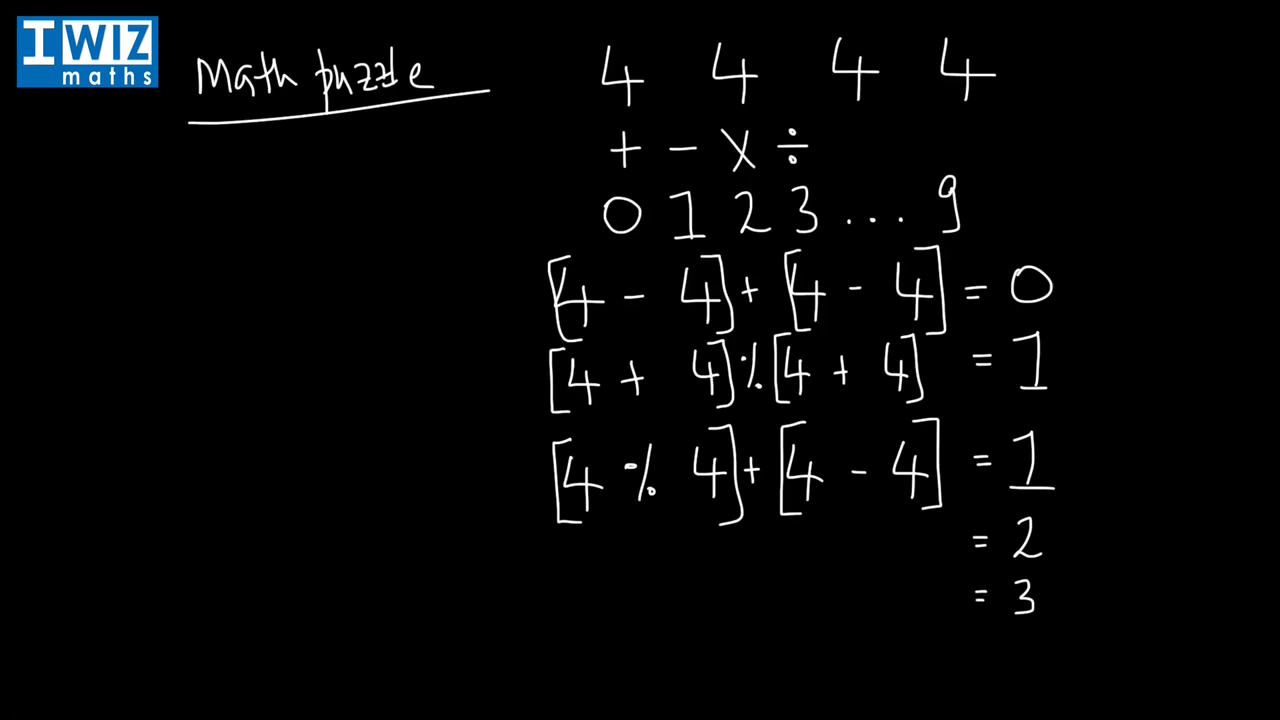 I WIZ
maths
Math puzzle
4 4 4 4
+ - x ÷
0 1 2 3 ... 9
[4 - 4] + [4 - 4] = 0
[4 + 4] % [4 + 4] = 1
[4 % 4] + [4 - 4] = 1
= 2
= 3